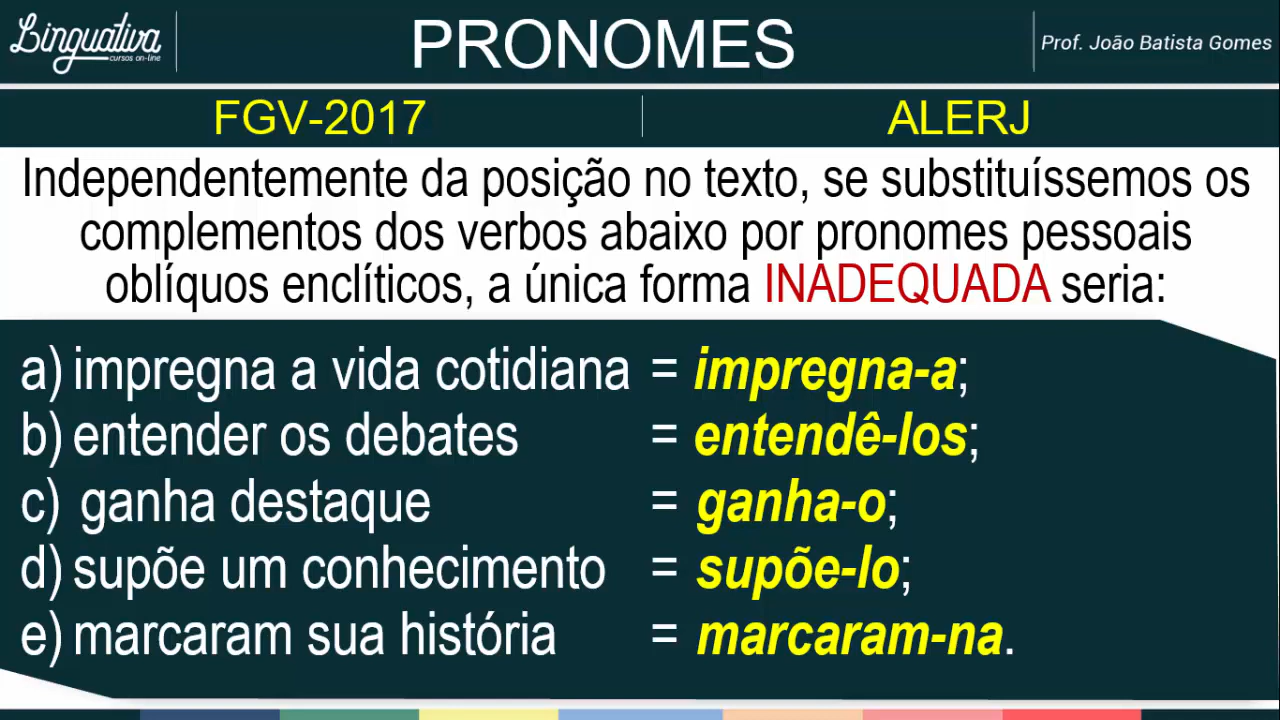 Linguativa
cursos on-line
PRONOMES
Prof. João Batista Gomes
FGV-2017
ALERJ
Independentemente da posição no texto, se substituíssemos os
complementos dos verbos abaixo por pronomes pessoais
oblíquos enclíticos, a única forma INADEQUADA seria:
a) impregna a vida cotidiana = impregna-a;
b) entender os debates = entendê-los;
c) ganha destaque = ganha-o;
d) supõe um conhecimento = supõe-lo;
e) marcaram sua história = marcaram-na.